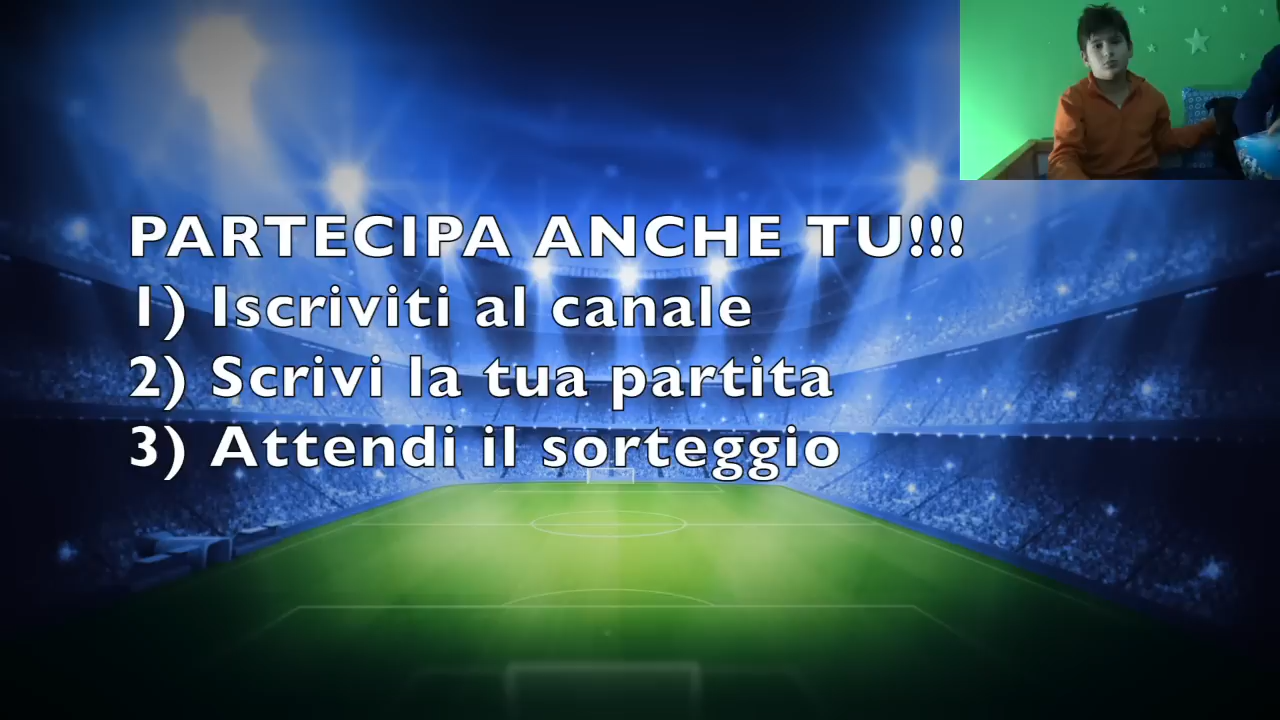 PARTECIPA ANCHE TU!!!
1) Iscriviti al canale
2) Scrivi la tua partita
3) Attendi il sorteggio